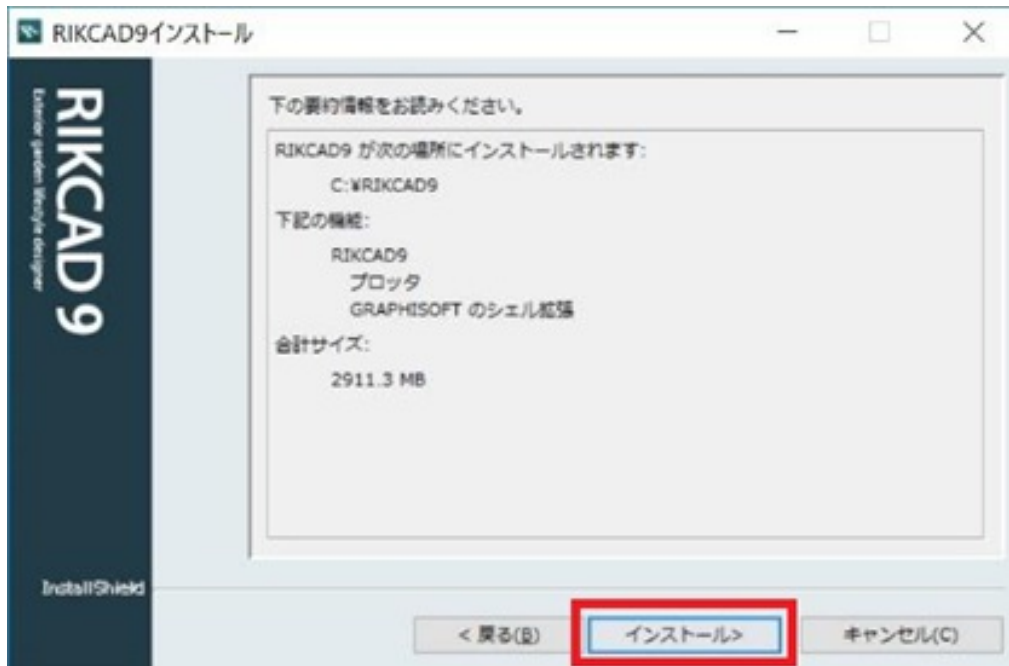 RIKCAD9インストール
RIKCAD 9
Exterior garden lifestyle designer
下の要約情報をお読みください。
RIKCAD9 が次の場所にインストールされます:
C:¥RIKCAD9
下記の機能:
RIKCAD9
プロッタ
GRAPHISOFT のシェル拡張
合計サイズ:
2911.3 MB
InstallShield
< 戻る(B)
インストール>
キャンセル(C)